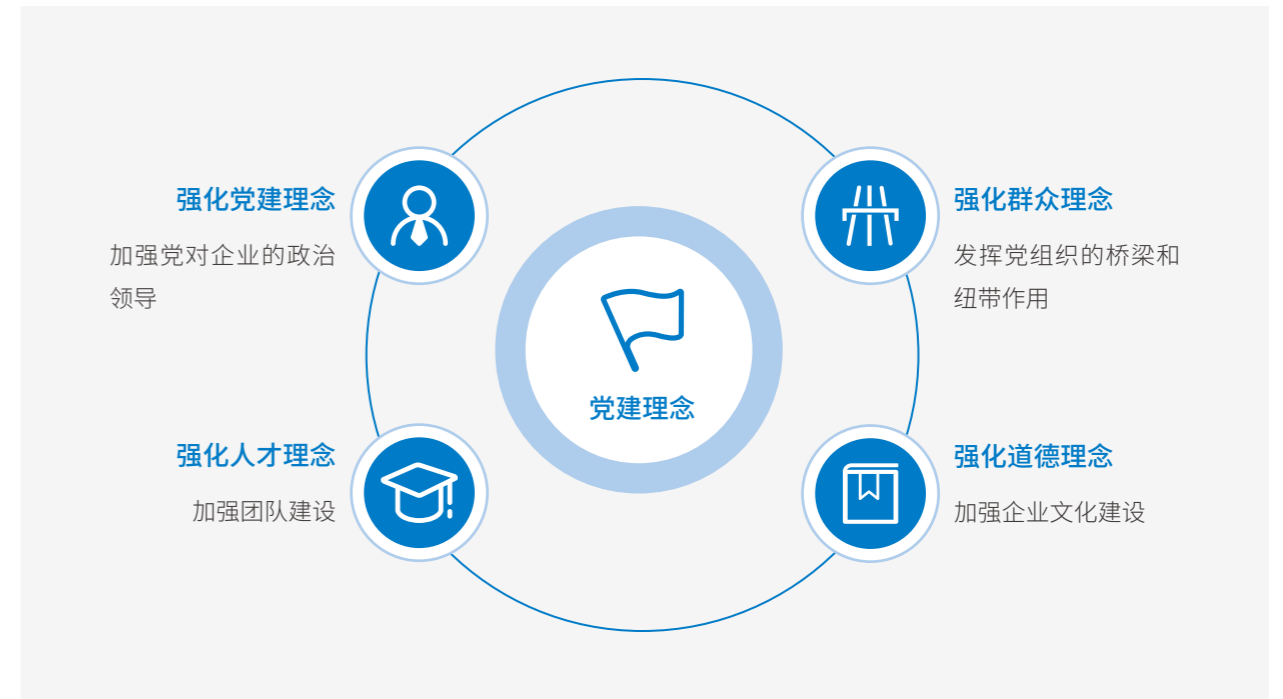 强化党建理念
加强党对企业的政治
领导
强化群众理念
发挥党组织的桥梁和
纽带作用
党建理念
强化人才理念
加强团队建设
强化道德理念
加强企业文化建设